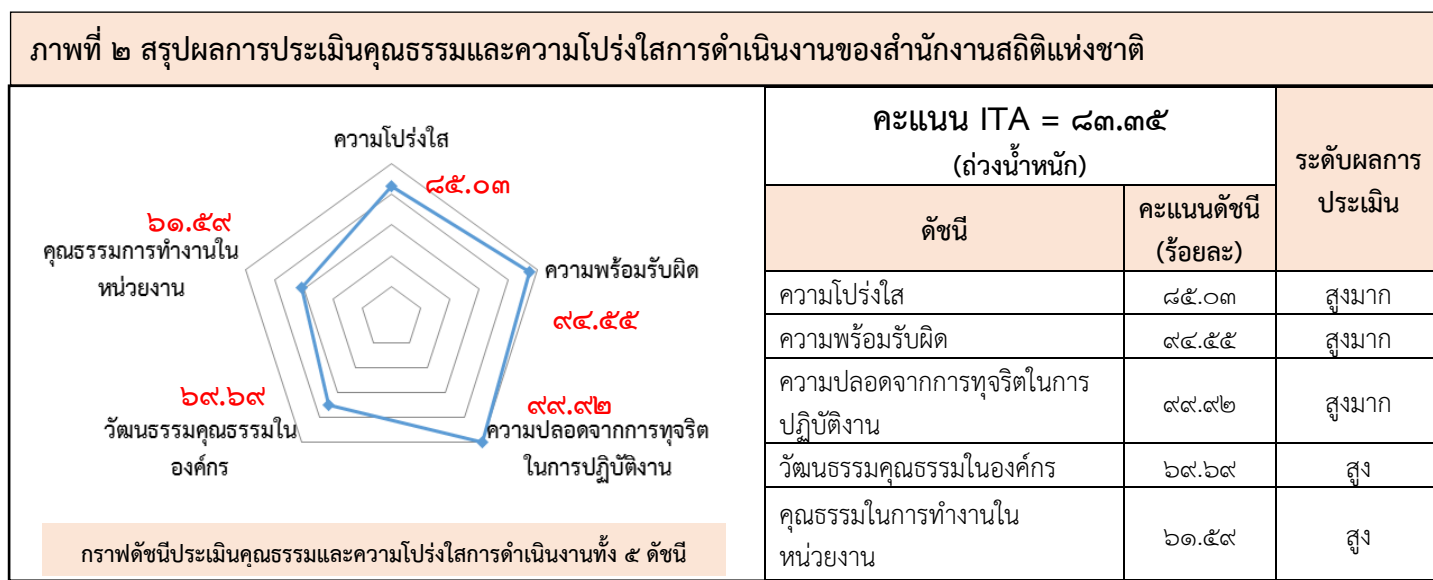 ภาพที่ ๒ สรุปผลการประเมินคุณธรรมและความโปร่งใสการดำเนินงานของสำนักงานสถิติแห่งชาติ
ความโปร่งใส
๘๕.๐๓
ความพร้อมรับผิด
๙๔.๕๕
๙๙.๙๒
ความปลอดจากการทุจริต
ในการปฏิบัติงาน
๖๙.๖๙
วัฒนธรรมคุณธรรมใน
องค์กร
๖๑.๕๙
คุณธรรมการทำงานใน
หน่วยงาน
กราฟดัชนีประเมินคุณธรรมและความโปร่งใสการดำเนินงานทั้ง ๕ ดัชนี
คะแนน ITA = ๘๓.๓๕
(ถ่วงน้ำหนัก)
ระดับผลการ
ประเมิน
ดัชนี
คะแนนดัชนี
(ร้อยละ)
ความโปร่งใส ๘๕.๐๓ สูงมาก
ความพร้อมรับผิด ๙๔.๕๕ สูงมาก
ความปลอดจากการทุจริตในการ
ปฏิบัติงาน
๙๙.๙๒ สูงมาก
วัฒนธรรมคุณธรรมในองค์กร ๖๙.๖๙ สูง
คุณธรรมในการทำงานใน
หน่วยงาน
๖๑.๕๙ สูง